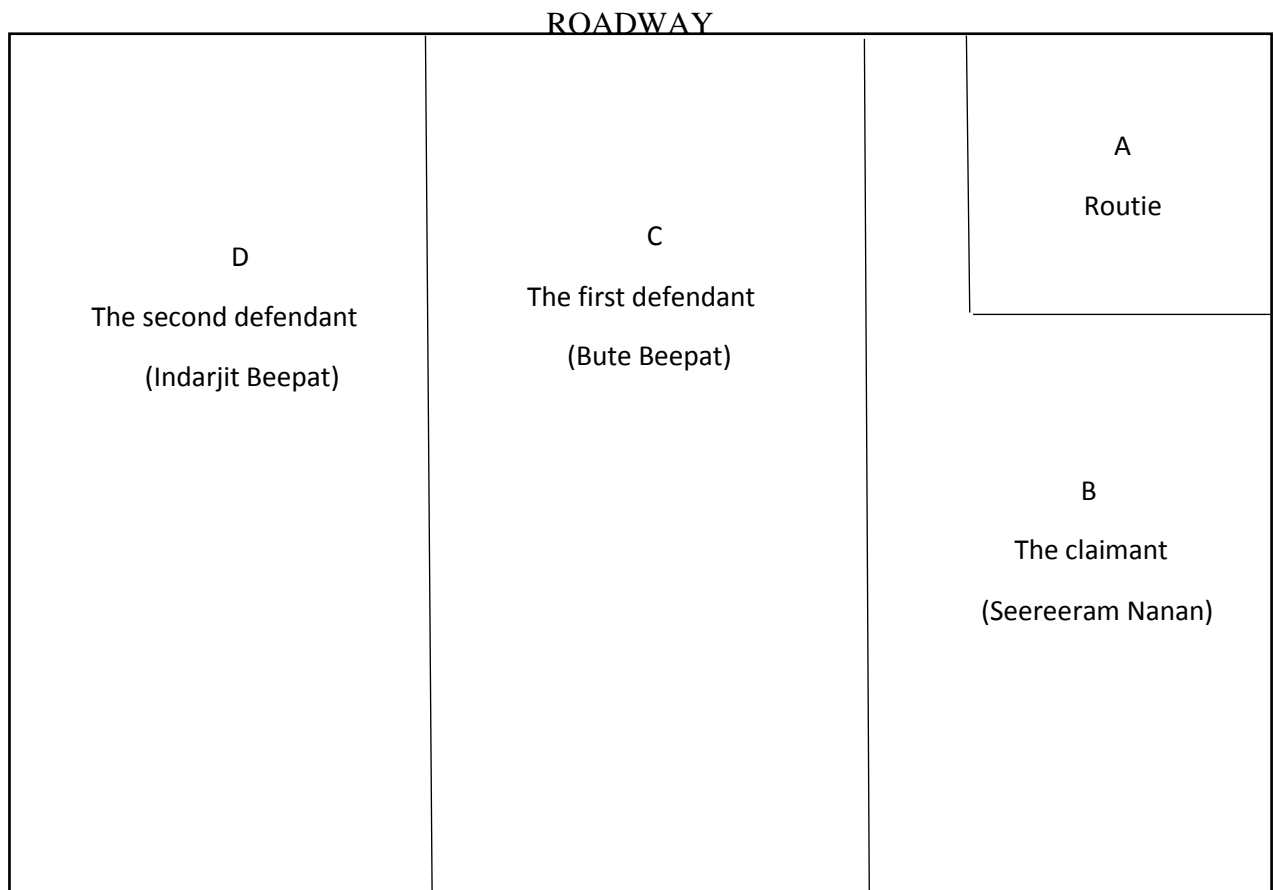 ROADWAY
D
The second defendant
(Indarjit Beepat)
C
The first defendant
(Bute Beepat)
A
Routie
B
The claimant
(Seereeram Nanan)